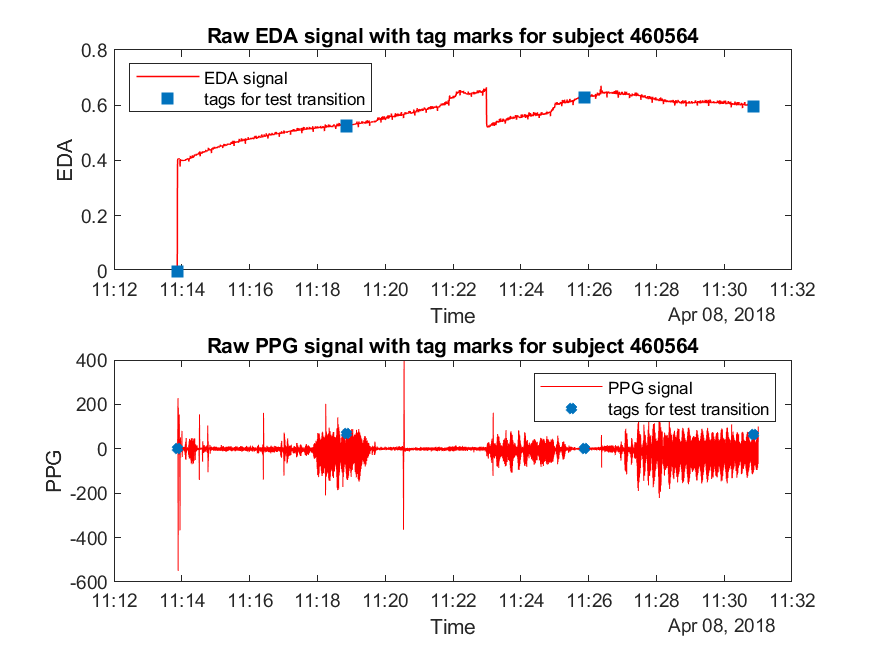 Raw EDA signal with tag marks for subject 460564
0.8
0.6
0.4
0.2
0
EDA
EDA signal
tags for test transition
11:12 11:14 11:16 11:18 11:20 11:22 11:24 11:26 11:28 11:30 11:32
Time
Apr 08, 2018
Raw PPG signal with tag marks for subject 460564
400
200
0
-200
-400
-600
PPG
PPG signal
tags for test transition
11:12 11:14 11:16 11:18 11:20 11:22 11:24 11:26 11:28 11:30 11:32
Time
Apr 08, 2018